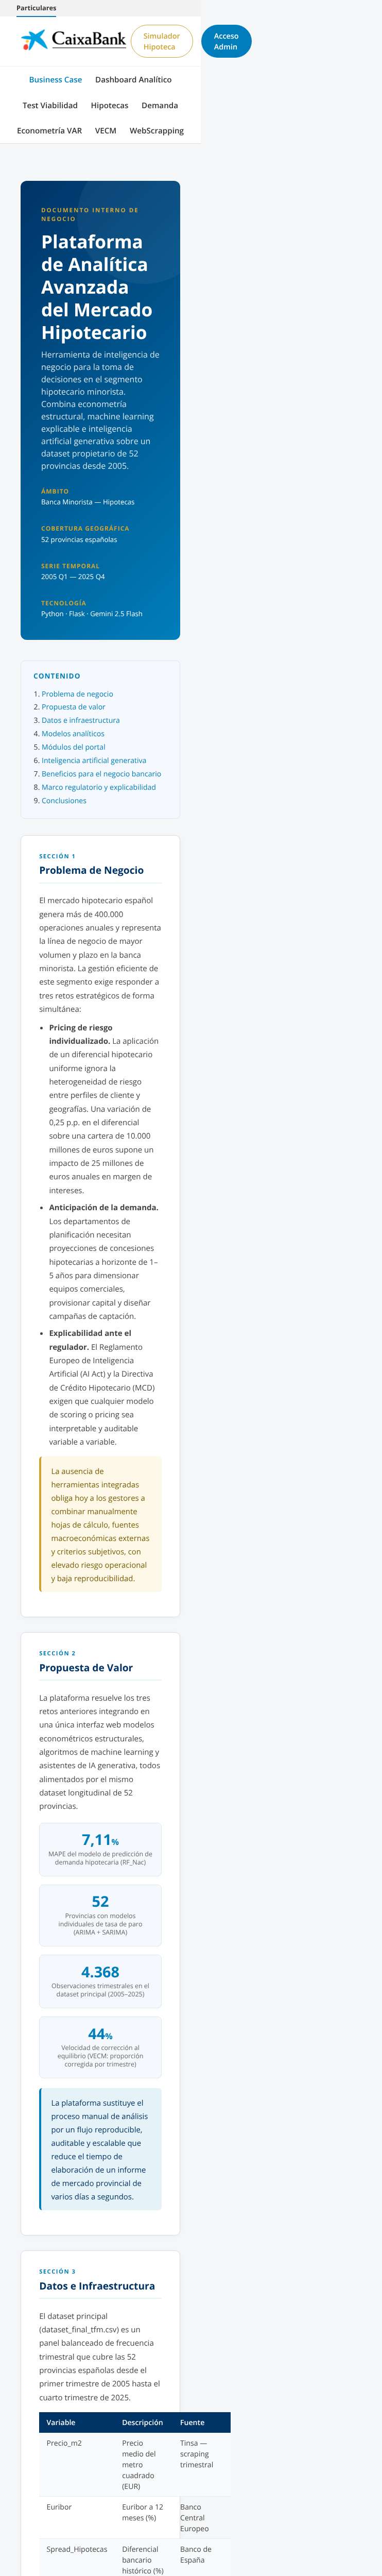 Particulares
CaixaBank
Simulador
Hipoteca
Acceso
Admin
Business Case Dashboard Analítico
Test Viabilidad Hipotecas Demanda
Econometría VAR VECM WebScrapping
DOCUMENTO INTERNO DE
NEGOCIO
Plataforma
de Analítica
Avanzada
del Mercado
Hipotecario
Herramienta de inteligencia de
negocio para la toma de
decisiones en el segmento
hipotecario minorista.
Combina econometría
estructural, machine learning
explicable e inteligencia
artificial generativa sobre un
dataset propietario de 52
provincias desde 2005.
ÁMBITO
Banca Minorista — Hipotecas
COBERTURA GEOGRÁFICA
52 provincias españolas
SERIE TEMPORAL
2005 Q1 — 2025 Q4
TECNOLOGÍA
Python · Flask · Gemini 2.5 Flash
CONTENIDO
1. Problema de negocio
2. Propuesta de valor
3. Datos e infraestructura
4. Modelos analíticos
5. Módulos del portal
6. Inteligencia artificial generativa
7. Beneficios para el negocio bancario
8. Marco regulatorio y explicabilidad
9. Conclusiones
SECCIÓN 1
Problema de Negocio
El mercado hipotecario español
genera más de 400.000
operaciones anuales y representa
la línea de negocio de mayor
volumen y plazo en la banca
minorista. La gestión eficiente de
este segmento exige responder a
tres retos estratégicos de forma
simultánea:
• Pricing de riesgo
individualizado. La aplicación
de un diferencial hipotecario
uniforme ignora la
heterogeneidad de riesgo
entre perfiles de cliente y
geografías. Una variación de
0,25 p.p. en el diferencial
sobre una cartera de 10.000
millones de euros supone un
impacto de 25 millones de
euros anuales en margen de
intereses.
• Anticipación de la demanda.
Los departamentos de
planificación necesitan
proyecciones de concesiones
hipotecarias a horizonte de 1–
5 años para dimensionar
equipos comerciales,
provisionar capital y diseñar
campañas de captación.
• Explicabilidad ante el
regulador. El Reglamento
Europeo de Inteligencia
Artificial (AI Act) y la Directiva
de Crédito Hipotecario (MCD)
exigen que cualquier modelo
de scoring o pricing sea
interpretable y auditable
variable a variable.
La ausencia de
herramientas integradas
obliga hoy a los gestores a
combinar manualmente
hojas de cálculo, fuentes
macroeconómicas externas
y criterios subjetivos, con
elevado riesgo operacional
y baja reproducibilidad.
SECCIÓN 2
Propuesta de Valor
La plataforma resuelve los tres
retos anteriores integrando en
una única interfaz web modelos
econométricos estructurales,
algoritmos de machine learning y
asistentes de IA generativa, todos
alimentados por el mismo
dataset longitudinal de 52
provincias.
7,11%
MAPE del modelo de predicción de
demanda hipotecaria (RF_Nac)
52
Provincias con modelos
individuales de tasa de paro
(ARIMA + SARIMA)
4.368
Observaciones trimestrales en el
dataset principal (2005–2025)
44%
Velocidad de corrección al
equilibrio (VECM: proporción
corregida por trimestre)
La plataforma sustituye el
proceso manual de análisis
por un flujo reproducible,
auditable y escalable que
reduce el tiempo de
elaboración de un informe
de mercado provincial de
varios días a segundos.
SECCIÓN 3
Datos e Infraestructura
El dataset principal
(dataset_final_tfm.csv) es un
panel balanceado de frecuencia
trimestral que cubre las 52
provincias españolas desde el
primer trimestre de 2005 hasta el
cuarto trimestre de 2025.
Variable Descripción Fuente
Precio_m2 Precio Tinsa —
medio del scraping
metro trimestral
cuadrado
(EUR)
Euribor Euribor a 12 Banco
meses (%) Central
Europeo
Spread_Hipotecas Diferencial Banco de
bancario España
histórico (%)